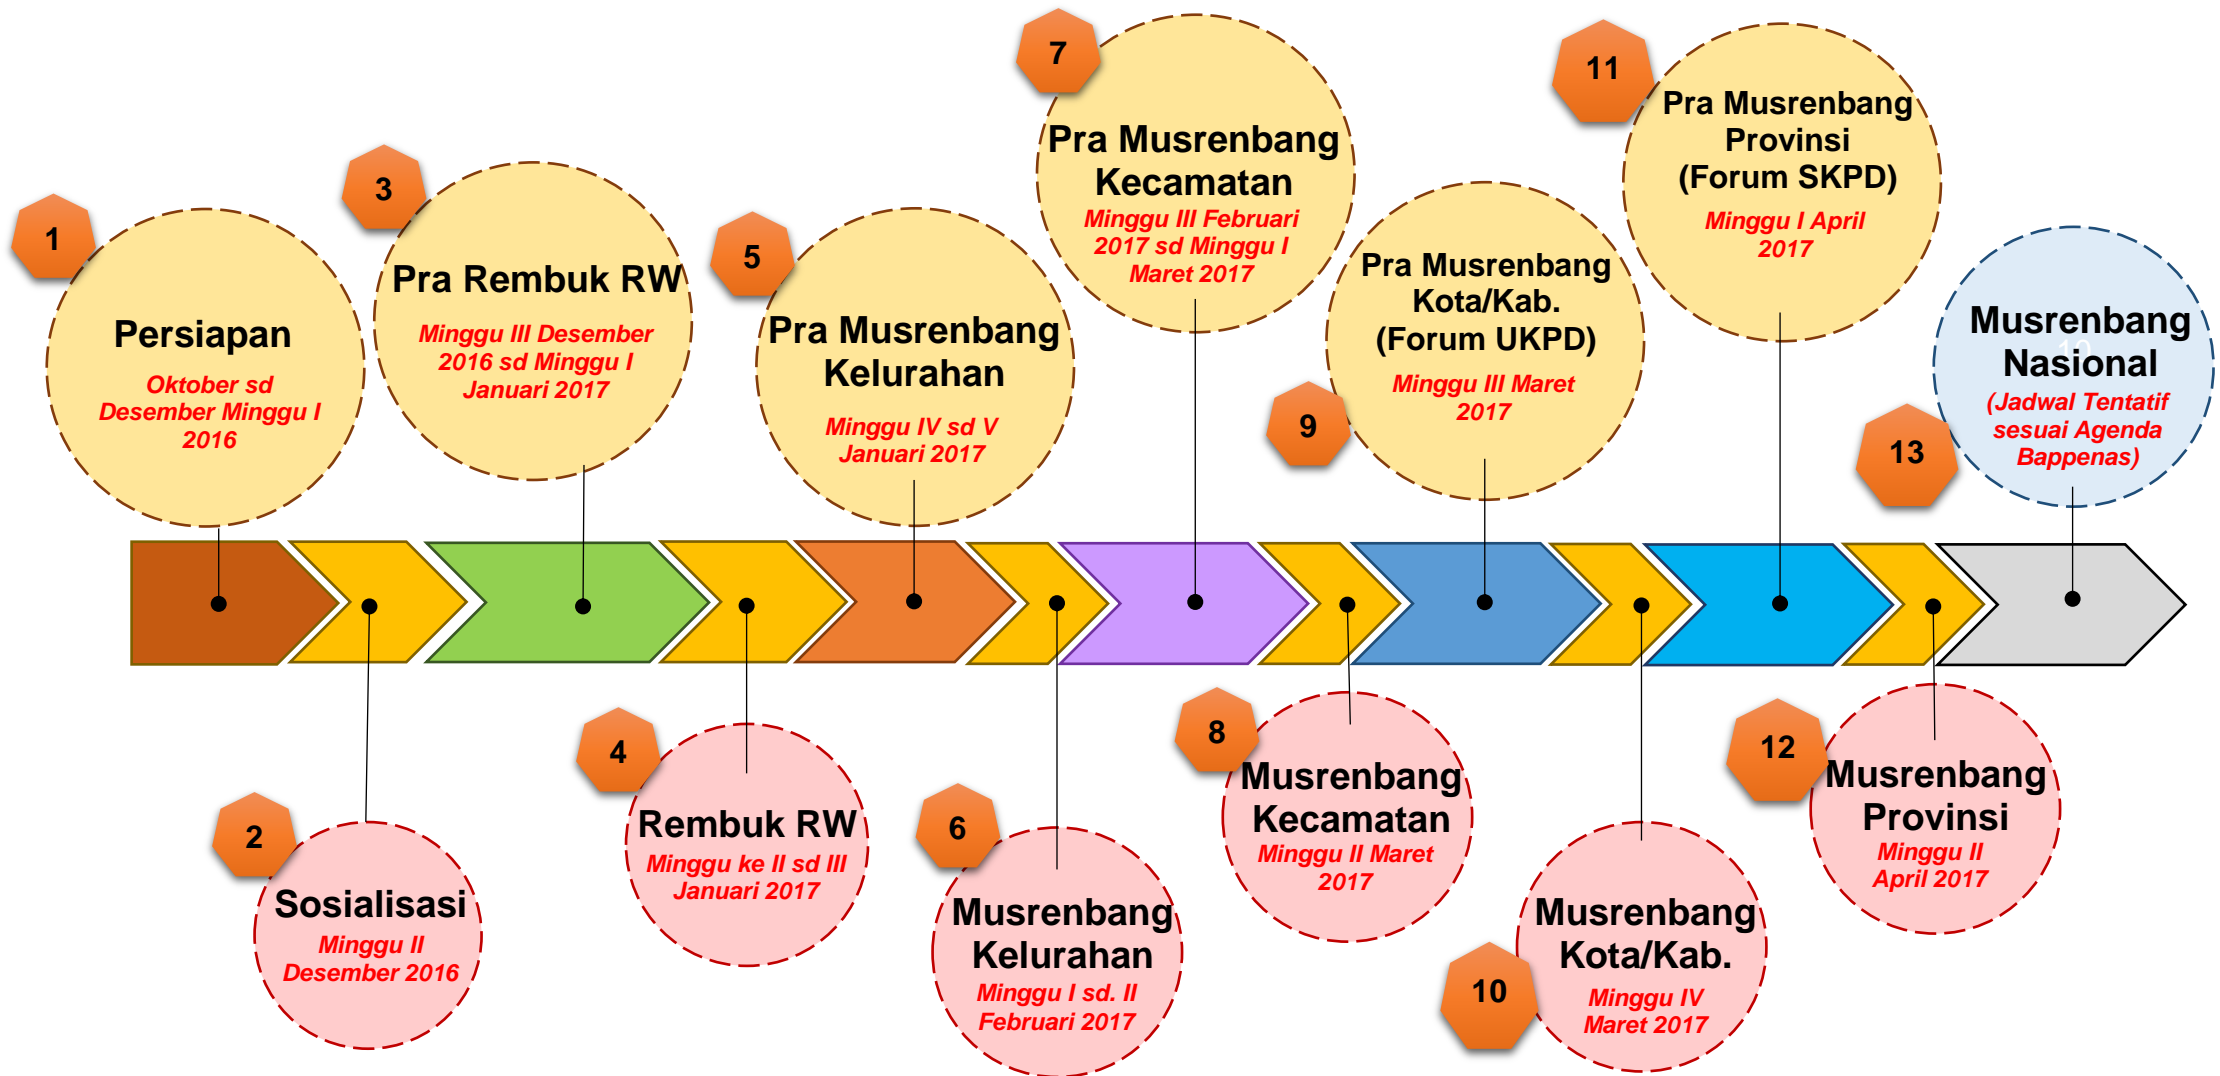 1
Persiapan
Oktober sd
Desember Minggu I
2016
2
Sosialisasi
Minggu II
Desember 2016
3
Pra Rembuk RW
Minggu III Desember
2016 sd Minggu I
Januari 2017
4
Rembuk RW
Minggu ke II sd III
Januari 2017
5
Pra Musrenbang
Kelurahan
Minggu IV sd V
Januari 2017
6
Musrenbang
Kelurahan
Minggu I sd. II
Februari 2017
7
Pra Musrenbang
Kecamatan
Minggu III Februari
2017 sd Minggu I
Maret 2017
8
Musrenbang
Kecamatan
Minggu II Maret
2017
9
Pra Musrenbang
Kota/Kab.
(Forum UKPD)
Minggu III Maret
2017
10
Musrenbang
Kota/Kab.
Minggu IV
Maret 2017
11
Pra Musrenbang
Provinsi
(Forum SKPD)
Minggu I April
2017
12
Musrenbang
Provinsi
Minggu II
April 2017
13
Musrenbang
10
Nasional
(Jadwal Tentatif
sesuai Agenda
Bappenas)